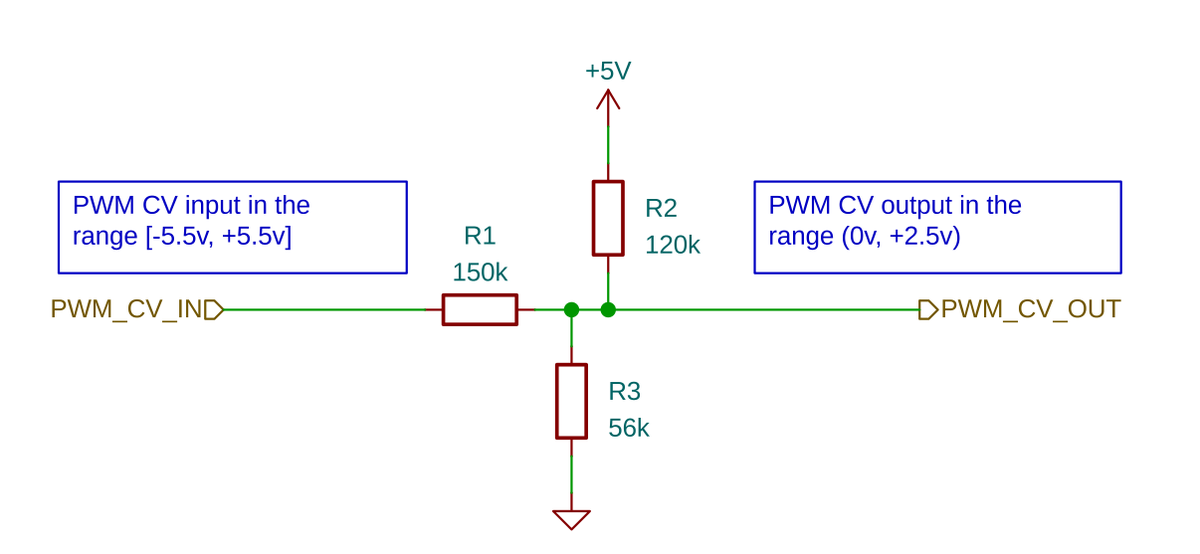 +5V
PWM CV input in the
range [-5.5v, +5.5v]
PWM CV output in the
range (0v, +2.5v)
R1
150k
R2
120k
PWM_CV_IN
PWM_CV_OUT
R3
56k